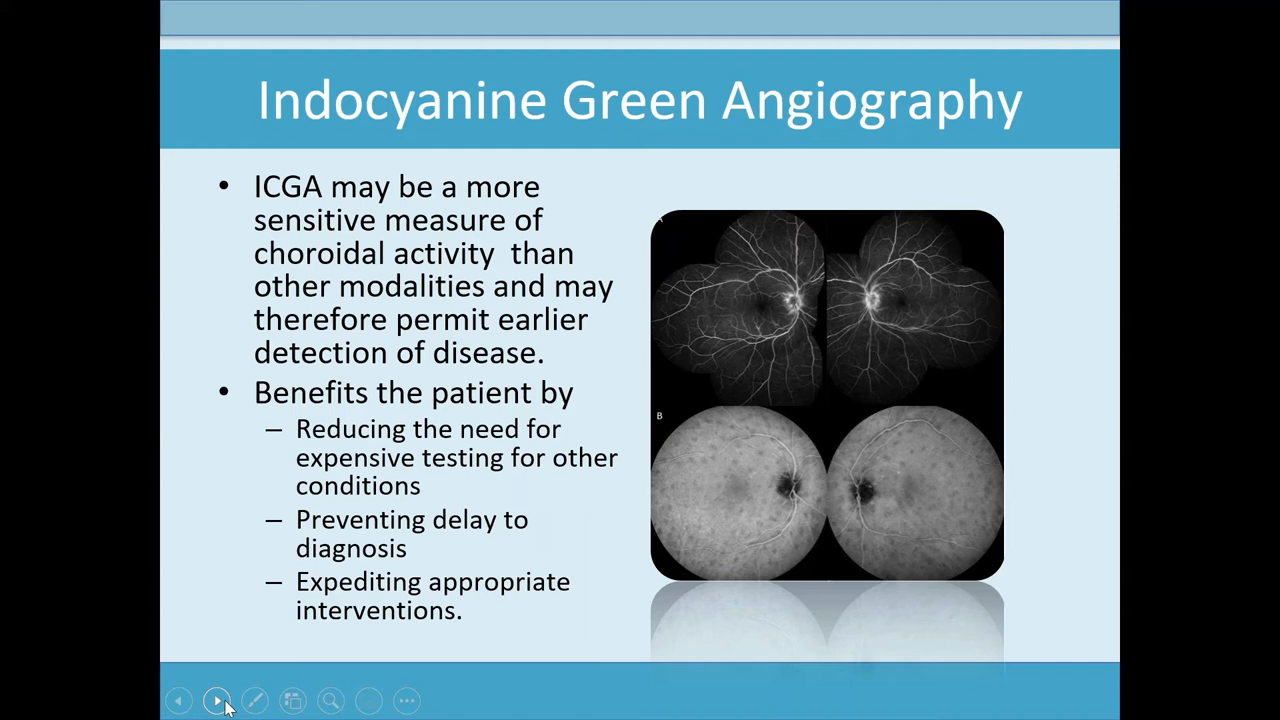 Indocyanine Green Angiography
• ICGA may be a more
sensitive measure of
choroidal activity  than
other modalities and may
therefore permit earlier
detection of disease.
• Benefits the patient by
– Reducing the need for
expensive testing for other
conditions
– Preventing delay to
diagnosis
– Expediting appropriate
interventions.
A
B